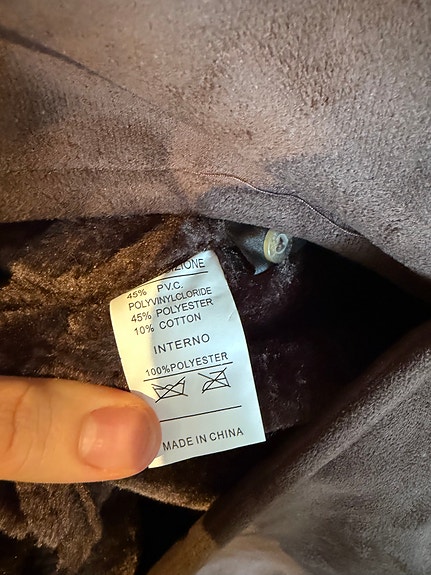 45% P.V.C.
POLYVINYLCLORIDE
45% POLYESTER
10% COTTON
INTERNO
100%POLYESTER
MADE IN CHINA